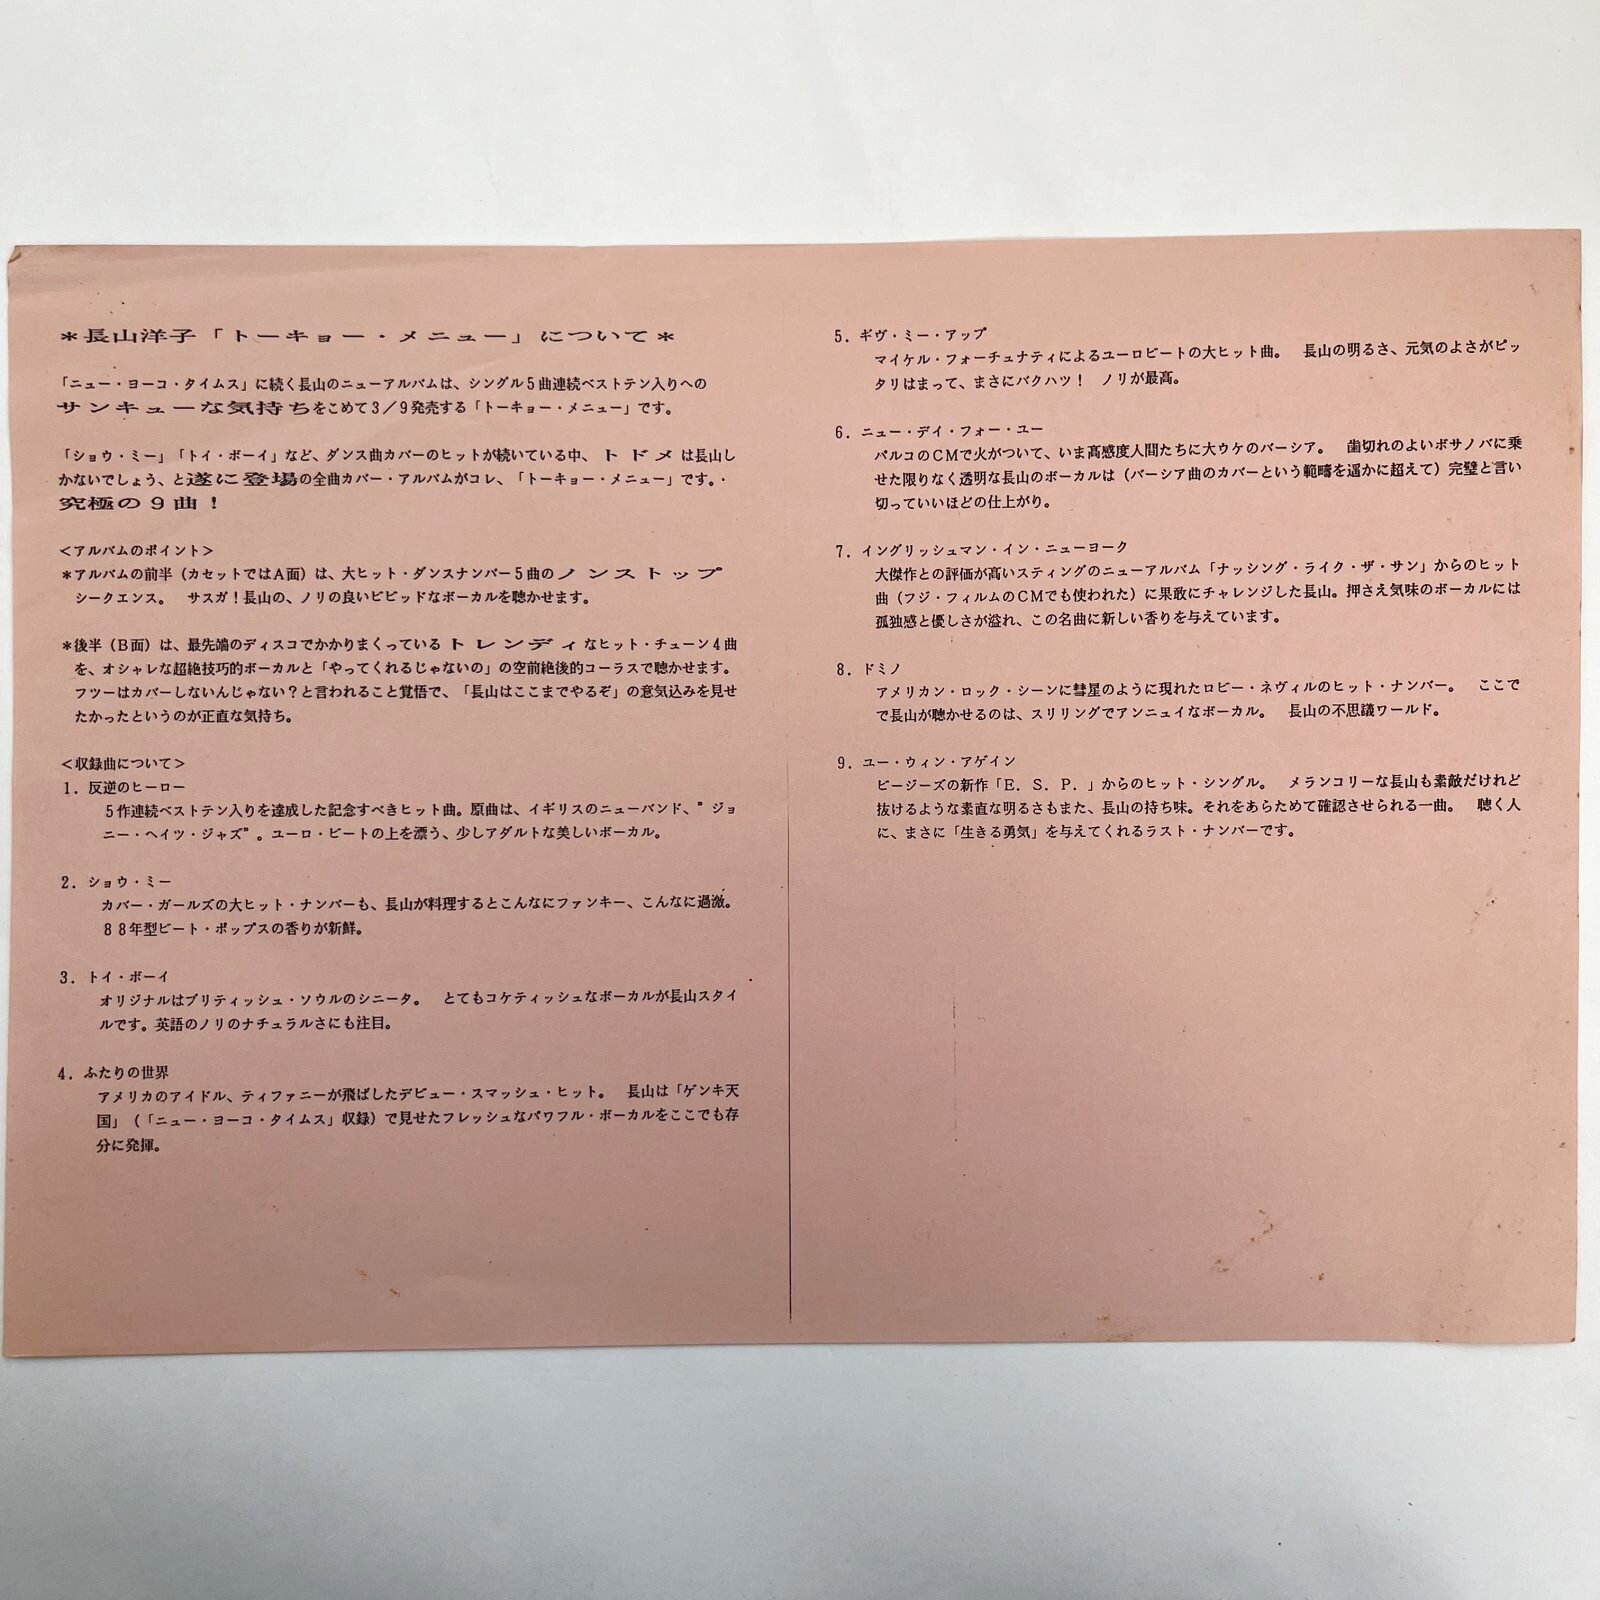 ＊長山洋子「トーキョー・メニュー」について＊
「ニュー・ヨーコ・タイムス」に続く長山のニューアルバムは、シングル5曲連続ベストテン入りへの
サンキューな気持ちをこめて3／9発売する「トーキョー・メニュー」です。
「ショウ・ミー」「トイ・ボーイ」など、ダンス曲カバーのヒットが続いている中、トドメは長山し
かないでしょう、と遂に登場の全曲カバー・アルバムがコレ、「トーキョー・メニュー」です。
究極の9曲！
＜アルバムのポイント＞
＊アルバムの前半（カセットではA面）は、大ヒット・ダンスナンバー5曲のノンストップ
シークエンス。　サスガ！長山の、ノリの良いビビッドなボーカルを聴かせます。
＊後半（B面）は、最先端のディスコでかかりまくっているトレンディなヒット・チューン4曲
を、オシャレな超絶技巧的ボーカルと「やってくれるじゃないの」の空前絶後的コーラスで聴かせます。
フツーはカバーしないんじゃない？と言われること覚悟で、「長山はここまでやるぞ」の意気込みを見せ
たかったというのが正直な気持ち。
＜収録曲について＞
1．反逆のヒーロー
5作連続ベストテン入りを達成した記念すべきヒット曲。原曲は、イギリスのニューバンド、”ジョ
ニー・ヘイツ・ジャズ”。ユーロ・ビートの上を漂う、少しアダルトな美しいボーカル。
2．ショウ・ミー
カバー・ガールズの大ヒット・ナンバーも、長山が料理するとこんなにファンキー、こんなに過激。
８８年型ビート・ポップスの香りが新鮮。
3．トイ・ボーイ
オリジナルはブリティッシュ・ソウルのシニータ。　とてもコケティッシュなボーカルが長山スタイ
ルです。英語のノリのナチュラルさにも注目。
4．ふたりの世界
アメリカのアイドル、ティファニーが飛ばしたデビュー・スマッシュ・ヒット。　長山は「ゲンキ天
国」（「ニュー・ヨーコ・タイムス」収録）で見せたフレッシュなパワフル・ボーカルをここでも存
分に発揮。
5．ギヴ・ミー・アップ
マイケル・フォーチュナティによるユーロビートの大ヒット曲。　長山の明るさ、元気のよさがピッ
タリはまって、まさにバクハツ！　ノリが最高。
6．ニュー・デイ・フォー・ユー
パルコのCMで火がついて、いま高感度人間たちに大ウケのバーシア。　歯切れのよいボサノバに乗
せた限りなく透明な長山のボーカルは（バーシア曲のカバーという範疇を遥かに超えて）完璧と言い
切っていいほどの仕上がり。
7．イングリッシュマン・イン・ニューヨーク
大傑作との評価が高いスティングのニューアルバム「ナッシング・ライク・ザ・サン」からのヒット
曲（フジ・フィルムのCMでも使われた）に果敢にチャレンジした長山。押さえ気味のボーカルには
孤独感と優しさが溢れ、この名曲に新しい香りを与えています。
8．ドミノ
アメリカン・ロック・シーンに彗星のように現れたロビー・ネヴィルのヒット・ナンバー。　ここで
で長山が聴かせるのは、スリリングでアンニュイなボーカル。　長山の不思議ワールド。
9．ユー・ウィン・アゲイン
ビージーズの新作「E．S．P．」からのヒット・シングル。　メランコリーな長山も素敵だけれど
抜けるような素直な明るさもまた、長山の持ち味。それをあらためて確認させられる一曲。　聴く人
に、まさに「生きる勇気」を与えてくれるラスト・ナンバーです。